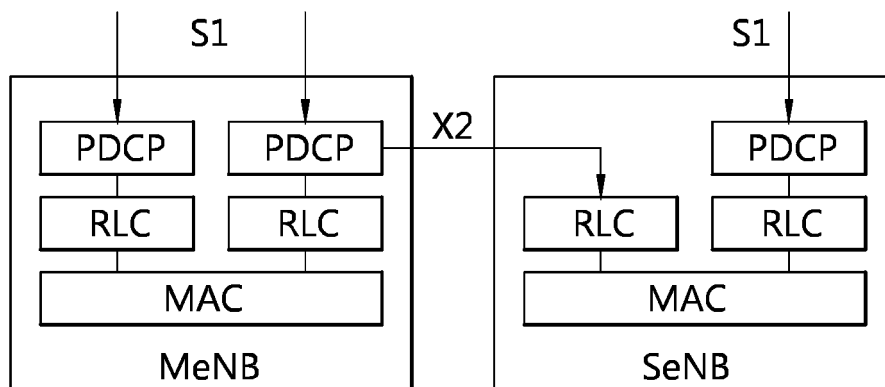 S1 S1
X2
PDCP PDCP PDCP
RLC RLC RLC RLC
MAC MAC
MeNB SeNB